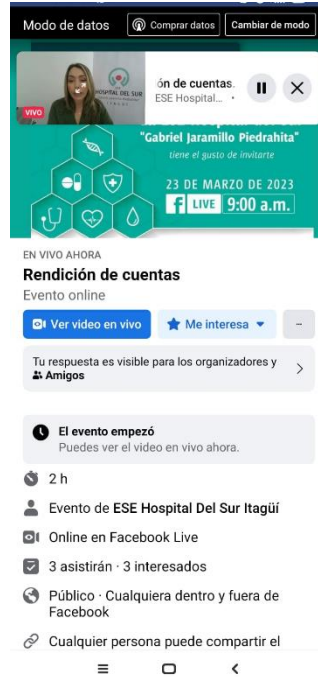 Modo de datos
Comprar datos
Cambiar de modo
HOSPITAL DEL SUR
ITAGÜÍ
VIVO
ón de cuentas.
ESE Hospital... ·
"Gabriel Jaramillo Piedrahita"
tiene el gusto de invitarte
23 DE MARZO DE 2023
f LIVE 9:00 a.m.
EN VIVO AHORA
Rendición de cuentas
Evento online
Ver video en vivo
Me interesa
Tu respuesta es visible para los organizadores y
Amigos
El evento empezó
Puedes ver el video en vivo ahora.
2 h
Evento de ESE Hospital Del Sur Itagüí
Online en Facebook Live
3 asistirán · 3 interesados
Público · Cualquiera dentro y fuera de
Facebook
Cualquier persona puede compartir el